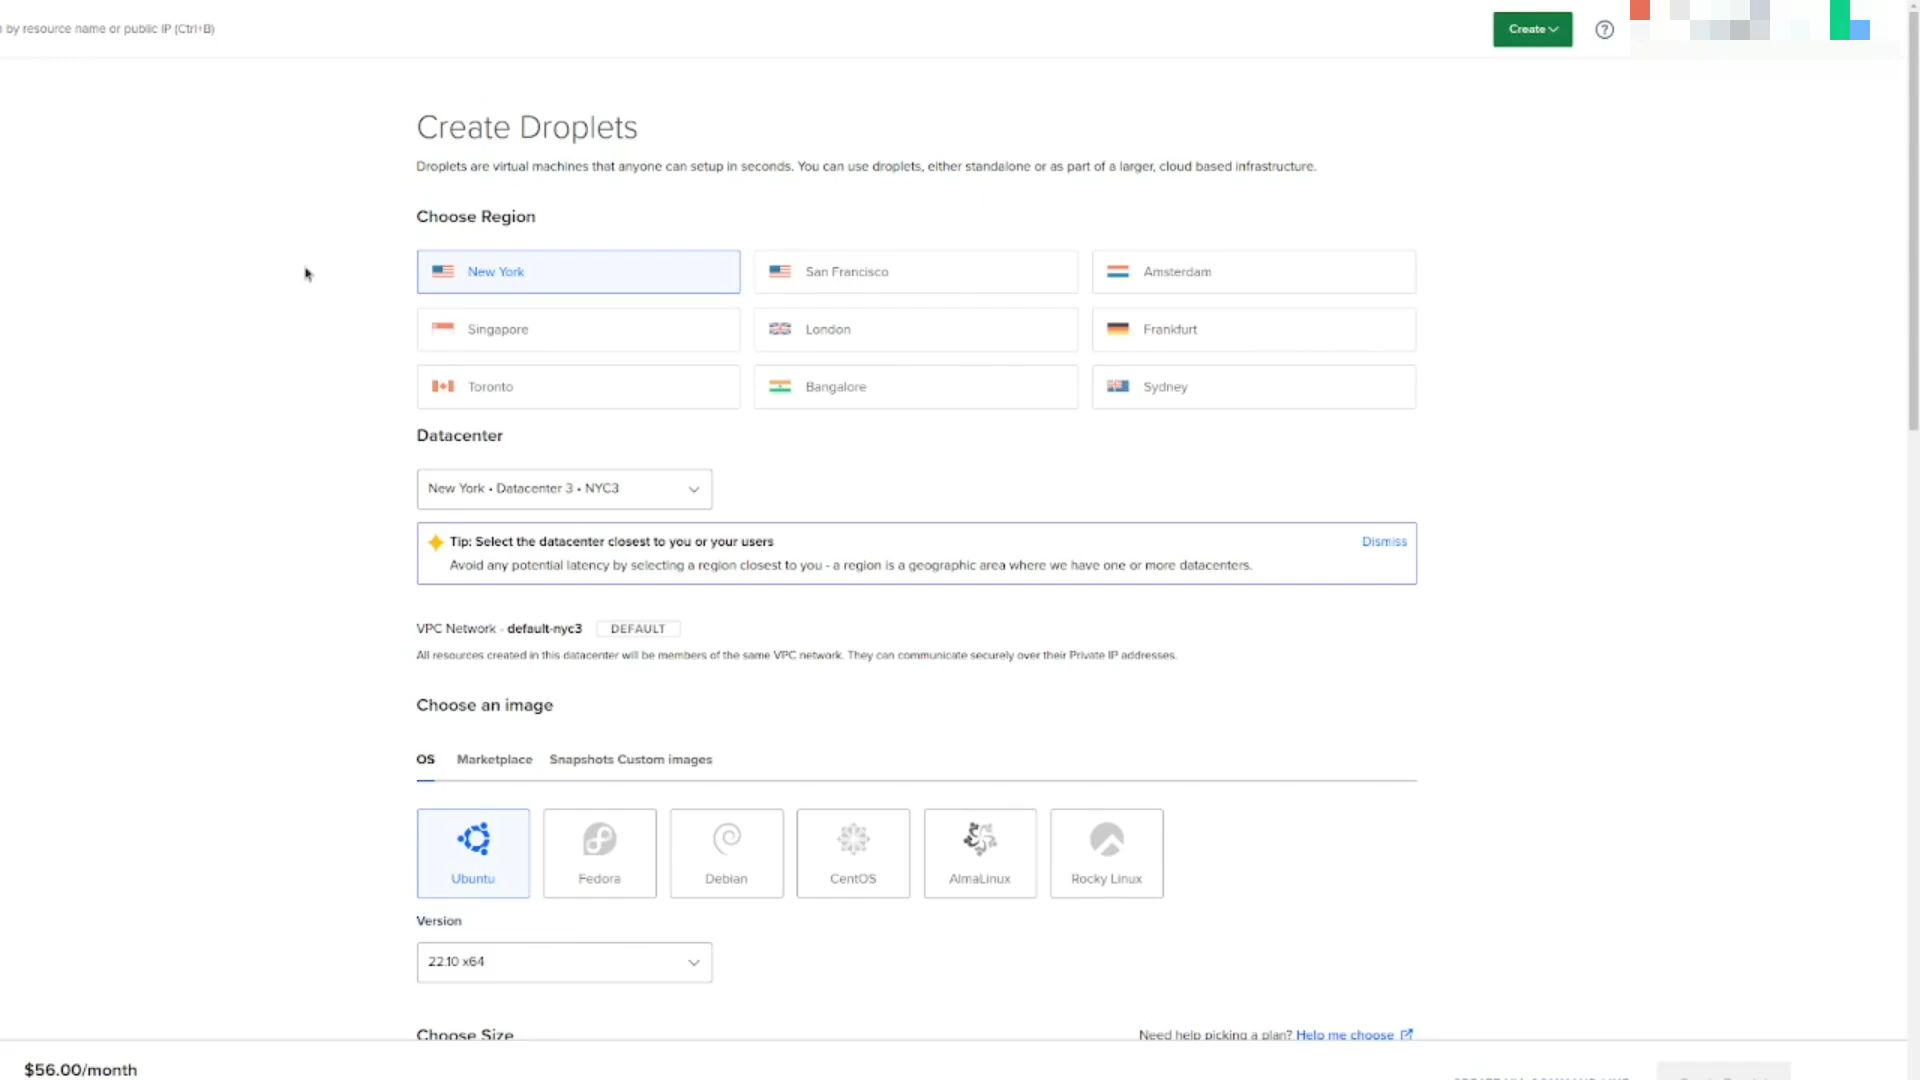 by resource name or public IP (Ctrl+B)
Create
Create Droplets
Droplets are virtual machines that anyone can setup in seconds. You can use droplets, either standalone or as part of a larger, cloud based infrastructure.
Choose Region
New York
San Francisco
Amsterdam
Singapore
London
Frankfurt
Toronto
Bangalore
Sydney
Datacenter
New York • Datacenter 3 • NYC3
Tip: Select the datacenter closest to you or your users
Dismiss
Avoid any potential latency by selecting a region closest to you - a region is a geographic area where we have one or more datacenters.
VPC Network - default-nyc3 DEFAULT
All resources created in this datacenter will be members of the same VPC network. They can communicate securely over their Private IP addresses.
Choose an image
OS Marketplace Snapshots Custom images
Ubuntu
Fedora
Debian
CentOS
AlmaLinux
Rocky Linux
Version
22.10 x64
Choose Size
Need help picking a plan? Help me choose
$56.00/month